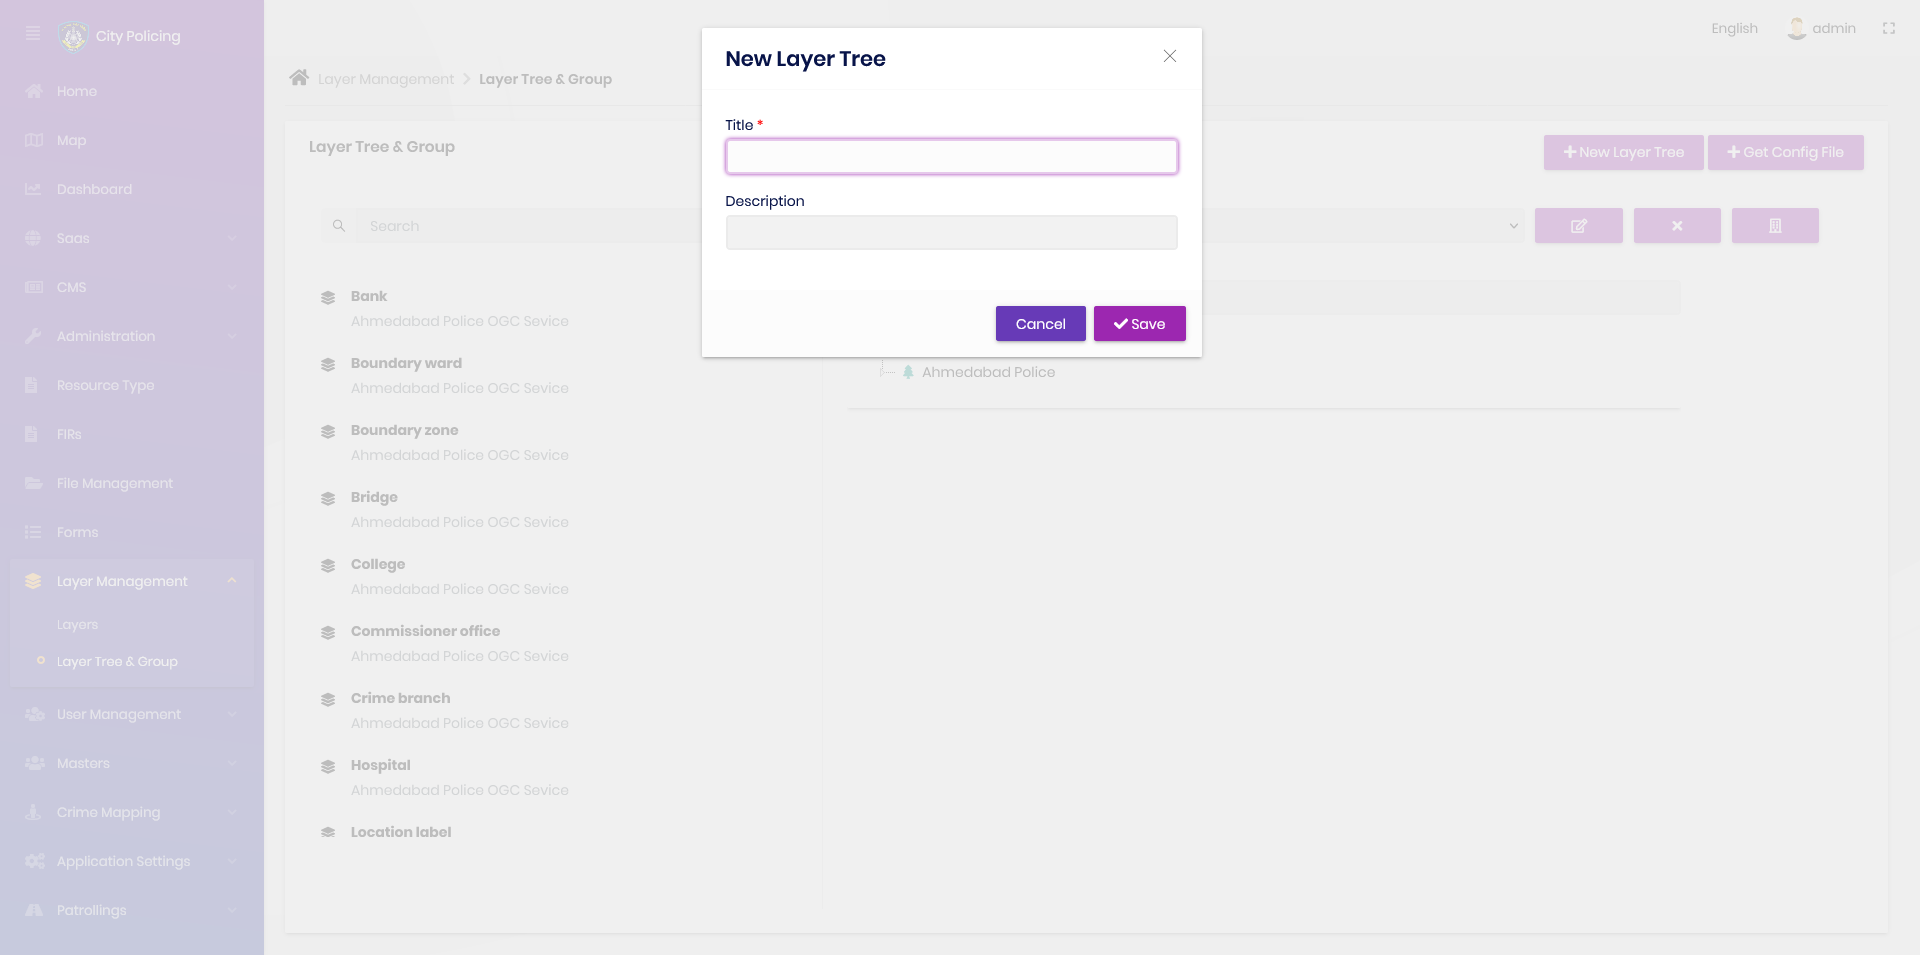 City Policing
Home
Map
Dashboard
Saas
CMS
Administration
Resource Type
FIRs
File Management
Forms
Layer Management
Layers
Layer Tree & Group
User Management
Masters
Crime Mapping
Application Settings
Patrollings
English admin
Layer Management Layer Tree & Group
Layer Tree & Group
New Layer Tree Get Config File
Search
Bank
Ahmedabad Police OGC Sevice
Boundary ward
Ahmedabad Police OGC Sevice
Boundary zone
Ahmedabad Police OGC Sevice
Bridge
Ahmedabad Police OGC Sevice
College
Ahmedabad Police OGC Sevice
Commissioner office
Ahmedabad Police OGC Sevice
Crime branch
Ahmedabad Police OGC Sevice
Hospital
Ahmedabad Police OGC Sevice
Location label
Ahmedabad Police
New Layer Tree
Title *
Description
Cancel Save